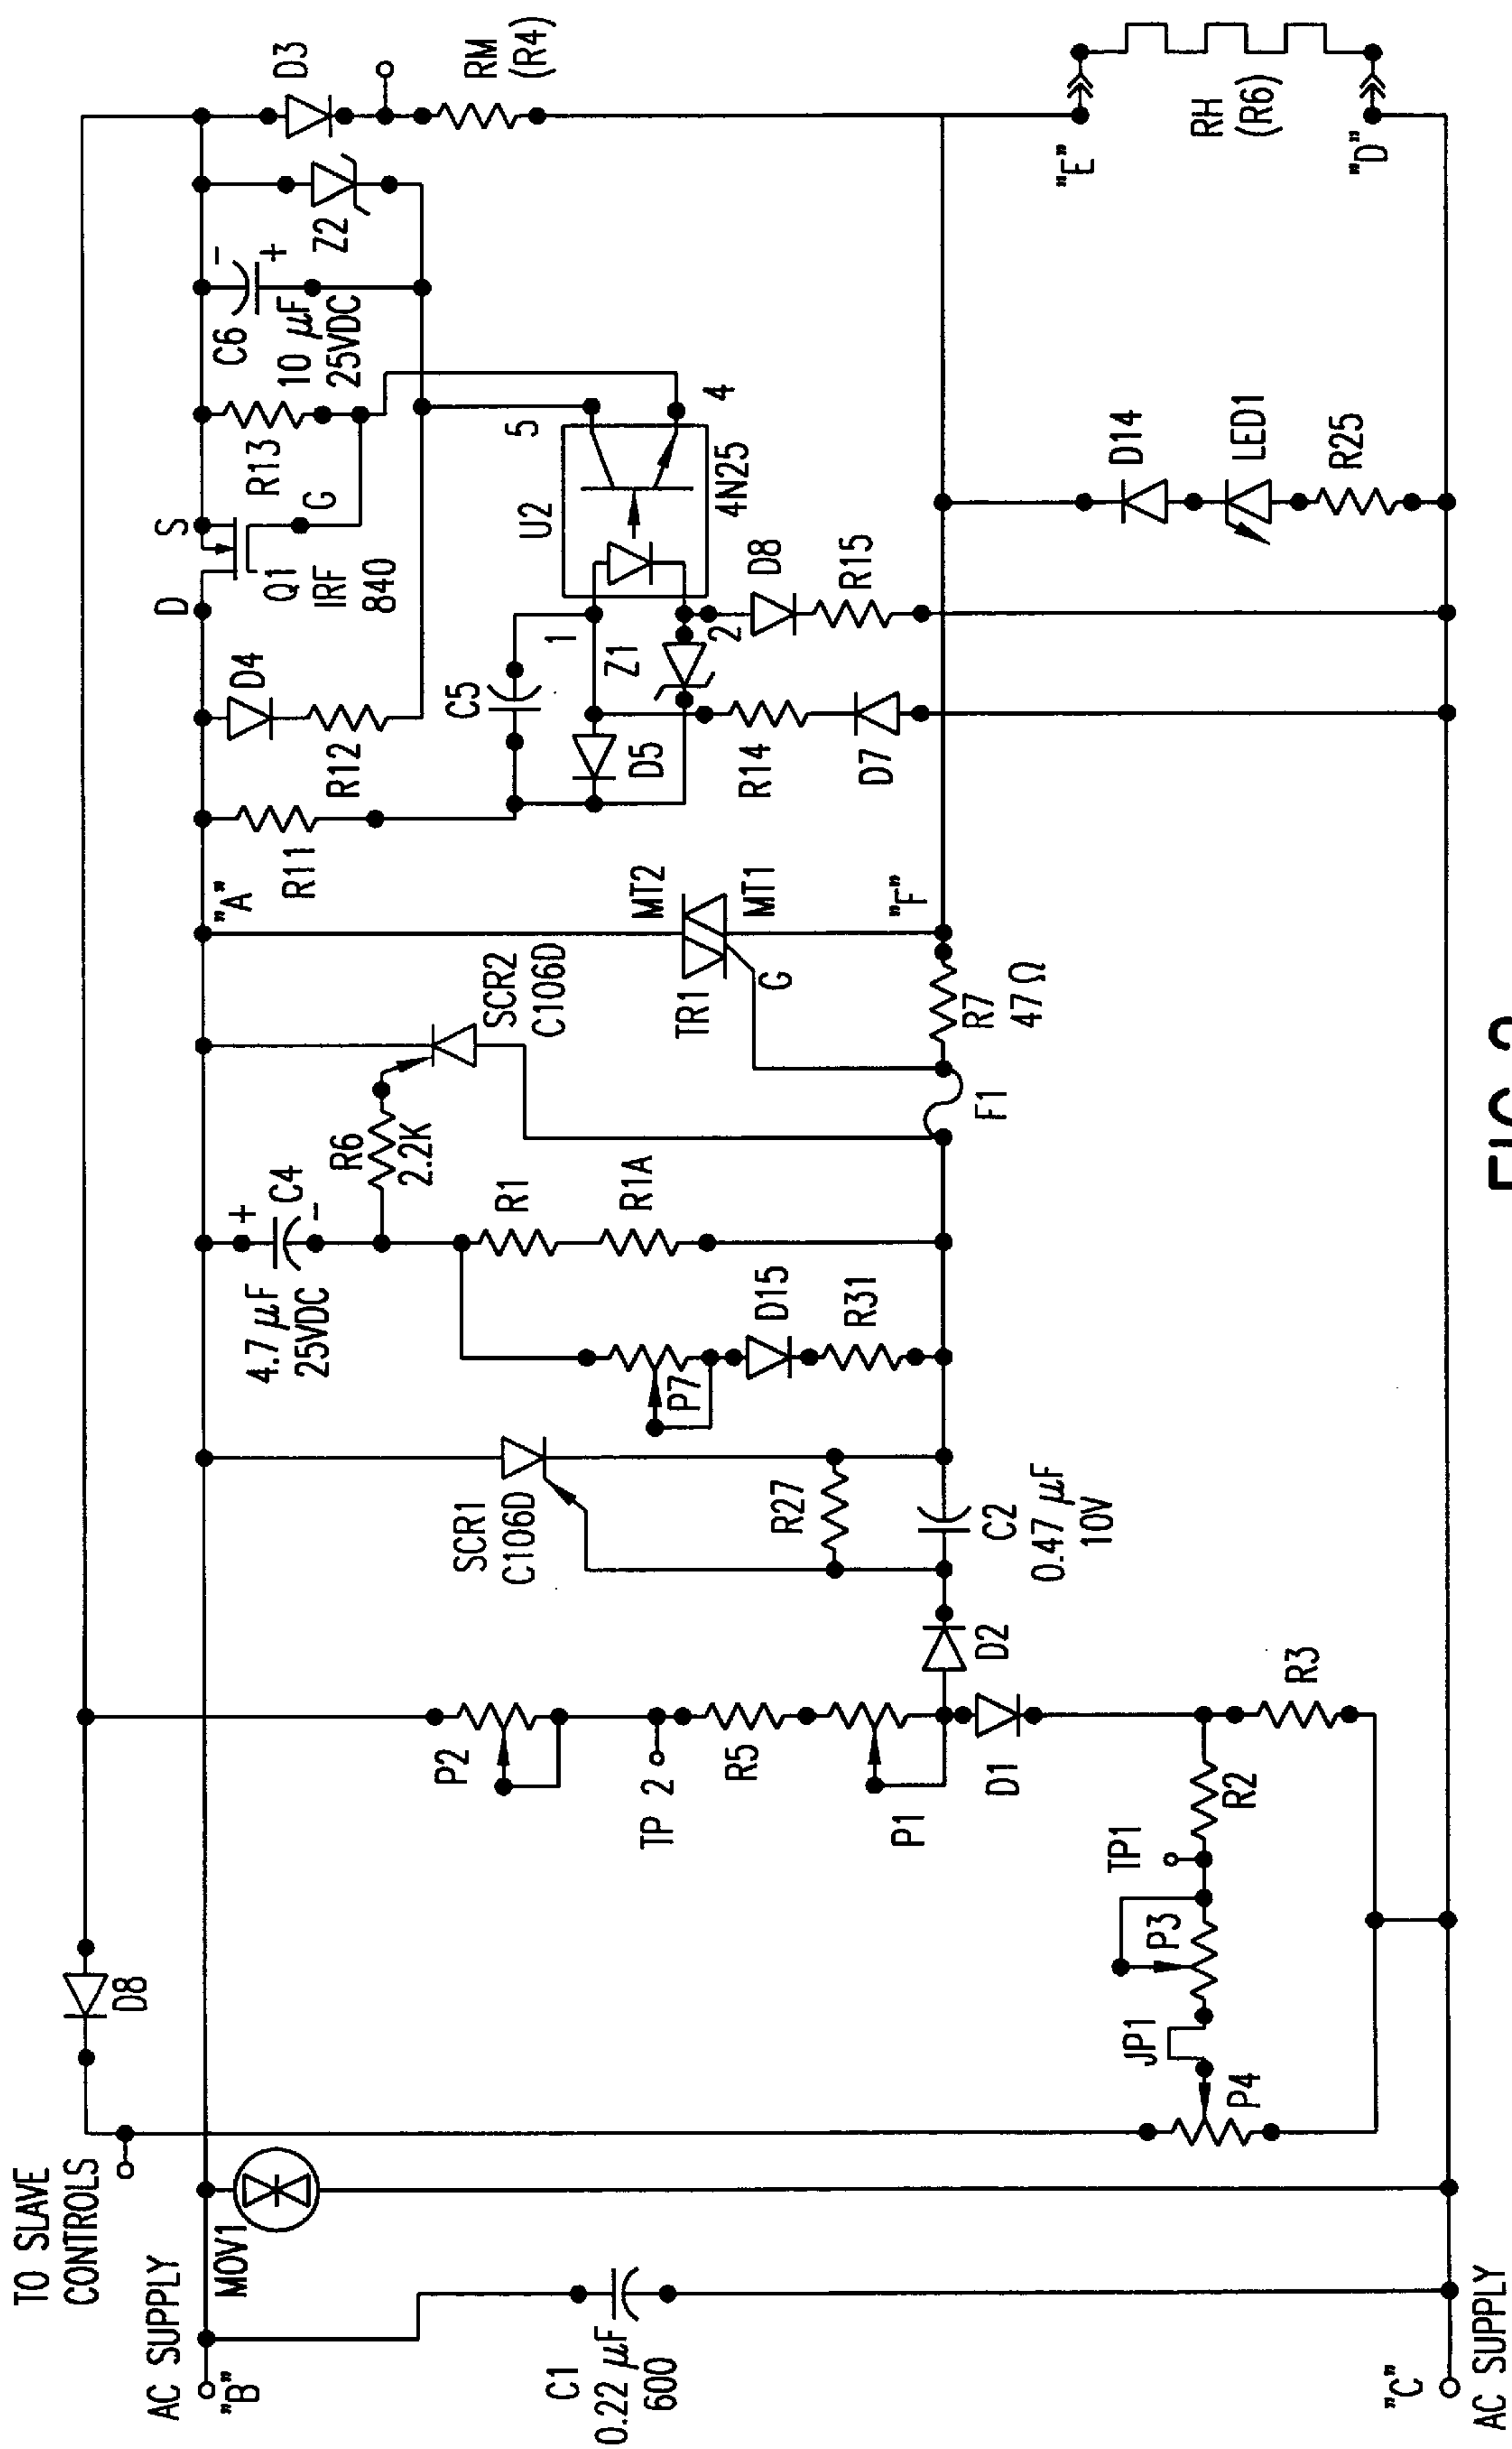 TO SLAVE
CONTROLS
AC SUPPLY
"B"
MOV1
C1
0.22 µF
600
"C"
AC SUPPLY
D8
P2
TP 2
R5
P1
D1
D2
R2
R3
TP1
P3
JP1
P4
SCR1
C106D
R27
C2
0.47 µF
10V
4.7 µF
25VDC
+
C4
-
P7
D15
R31
R1
R1A
R6
2.2K
SCR2
C106D
F1
R7
47 Ω
"A"
TR1
MT2
MT1
G
"F"
R11
R12
D4
D
S
Q1
IRF
840
G
R13
C6
-
+
10 µF
25VDC
Z2
D3
RM
(R4)
C5
D5
1
Z1
2
U2
5
4
4N25
D8
R15
R14
D7
D14
LED1
R25
"E"
RH
(R6)
"D"